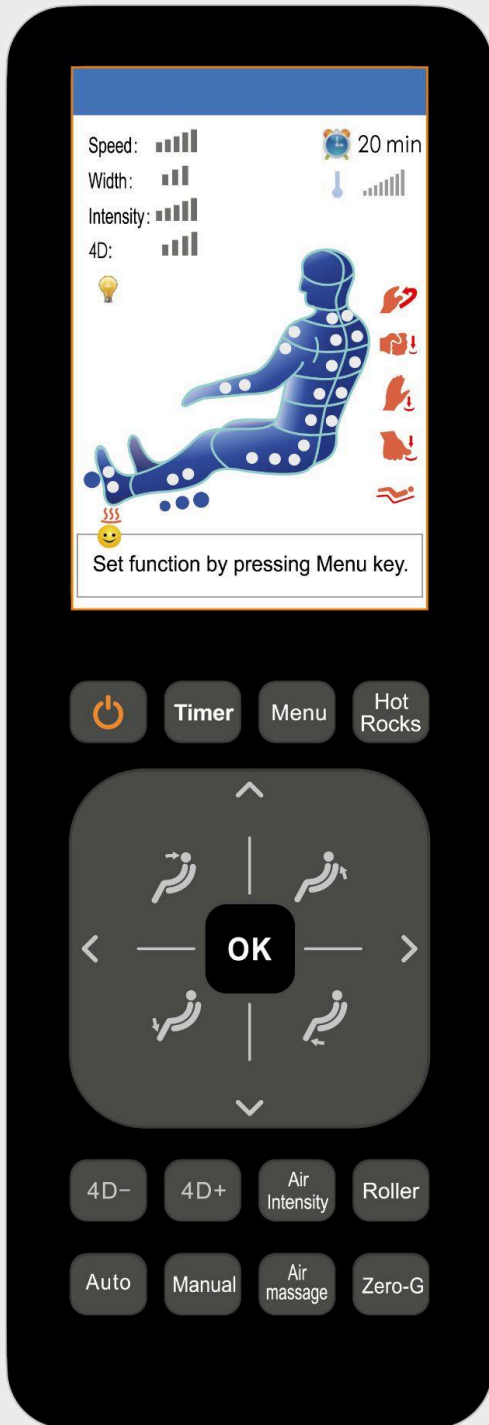 Speed:
20 min
Width:
Intensity:
4D:
Set function by pressing Menu key.
Timer
Menu
Hot
Rocks
OK
4D-
4D+
Air
Intensity
Roller
Auto
Manual
Air
massage
Zero-G